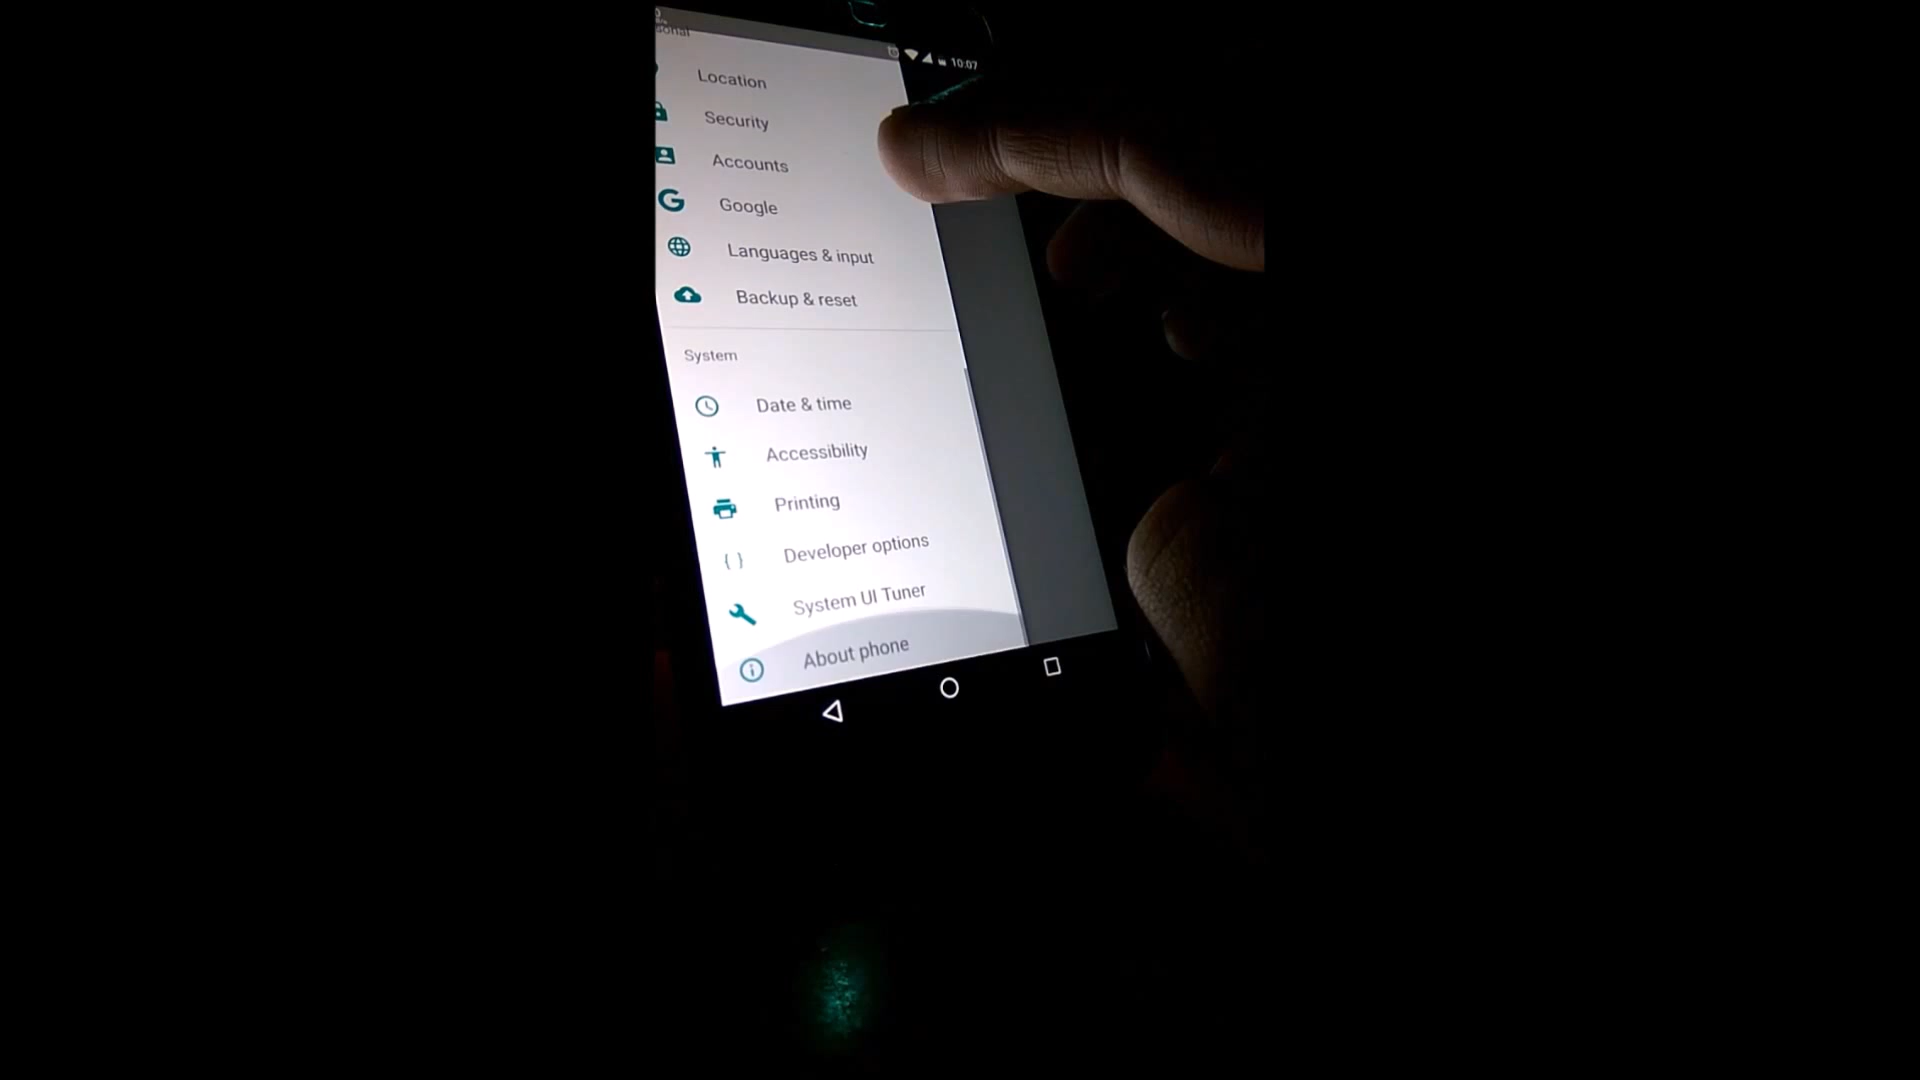 sonal
10:07
Location
Security
Accounts
Google
Languages & input
Backup & reset
System
Date & time
Accessibility
Printing
Developer options
System UI Tuner
About phone